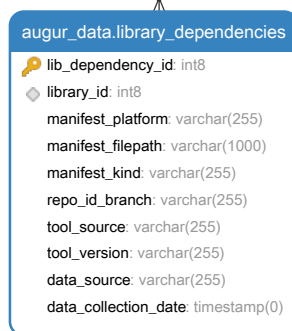 augur_data.library_dependencies
lib_dependency_id: int8
library_id: int8
manifest_platform: varchar(255)
manifest_filepath: varchar(1000)
manifest_kind: varchar(255)
repo_id_branch: varchar(255)
tool_source: varchar(255)
tool_version: varchar(255)
data_source: varchar(255)
data_collection_date: timestamp(0)